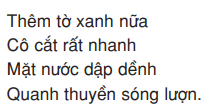 Thêm tờ xanh nữa
Cô cắt rất nhanh
Mặt nước dập dềnh
Quanh thuyền sóng lượn.